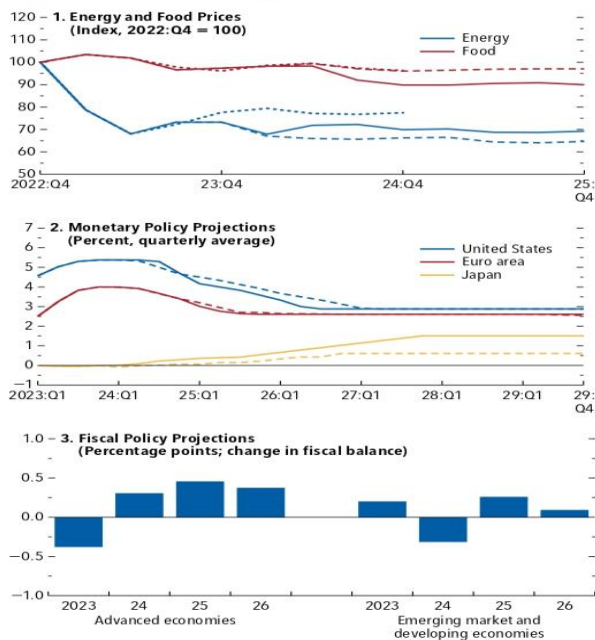 1. Energy and Food Prices
(Index, 2022:Q4 = 100)
Energy
Food
120
110
100
90
80
70
60
50
2022:Q4 23:Q4 24:Q4 25:
Q4
2. Monetary Policy Projections
(Percent, quarterly average)
United States
Euro area
Japan
7
6
5
4
3
2
1
0
−1
2023:Q1 24:Q1 25:Q1 26:Q1 27:Q1 28:Q1 29:Q1 29:
Q4
3. Fiscal Policy Projections
(Percentage points; change in fiscal balance)
1.0
0.5
0.0
−0.5
−1.0
2023 24 25 26 2023 24 25 26
Advanced economies Emerging market and
developing economies